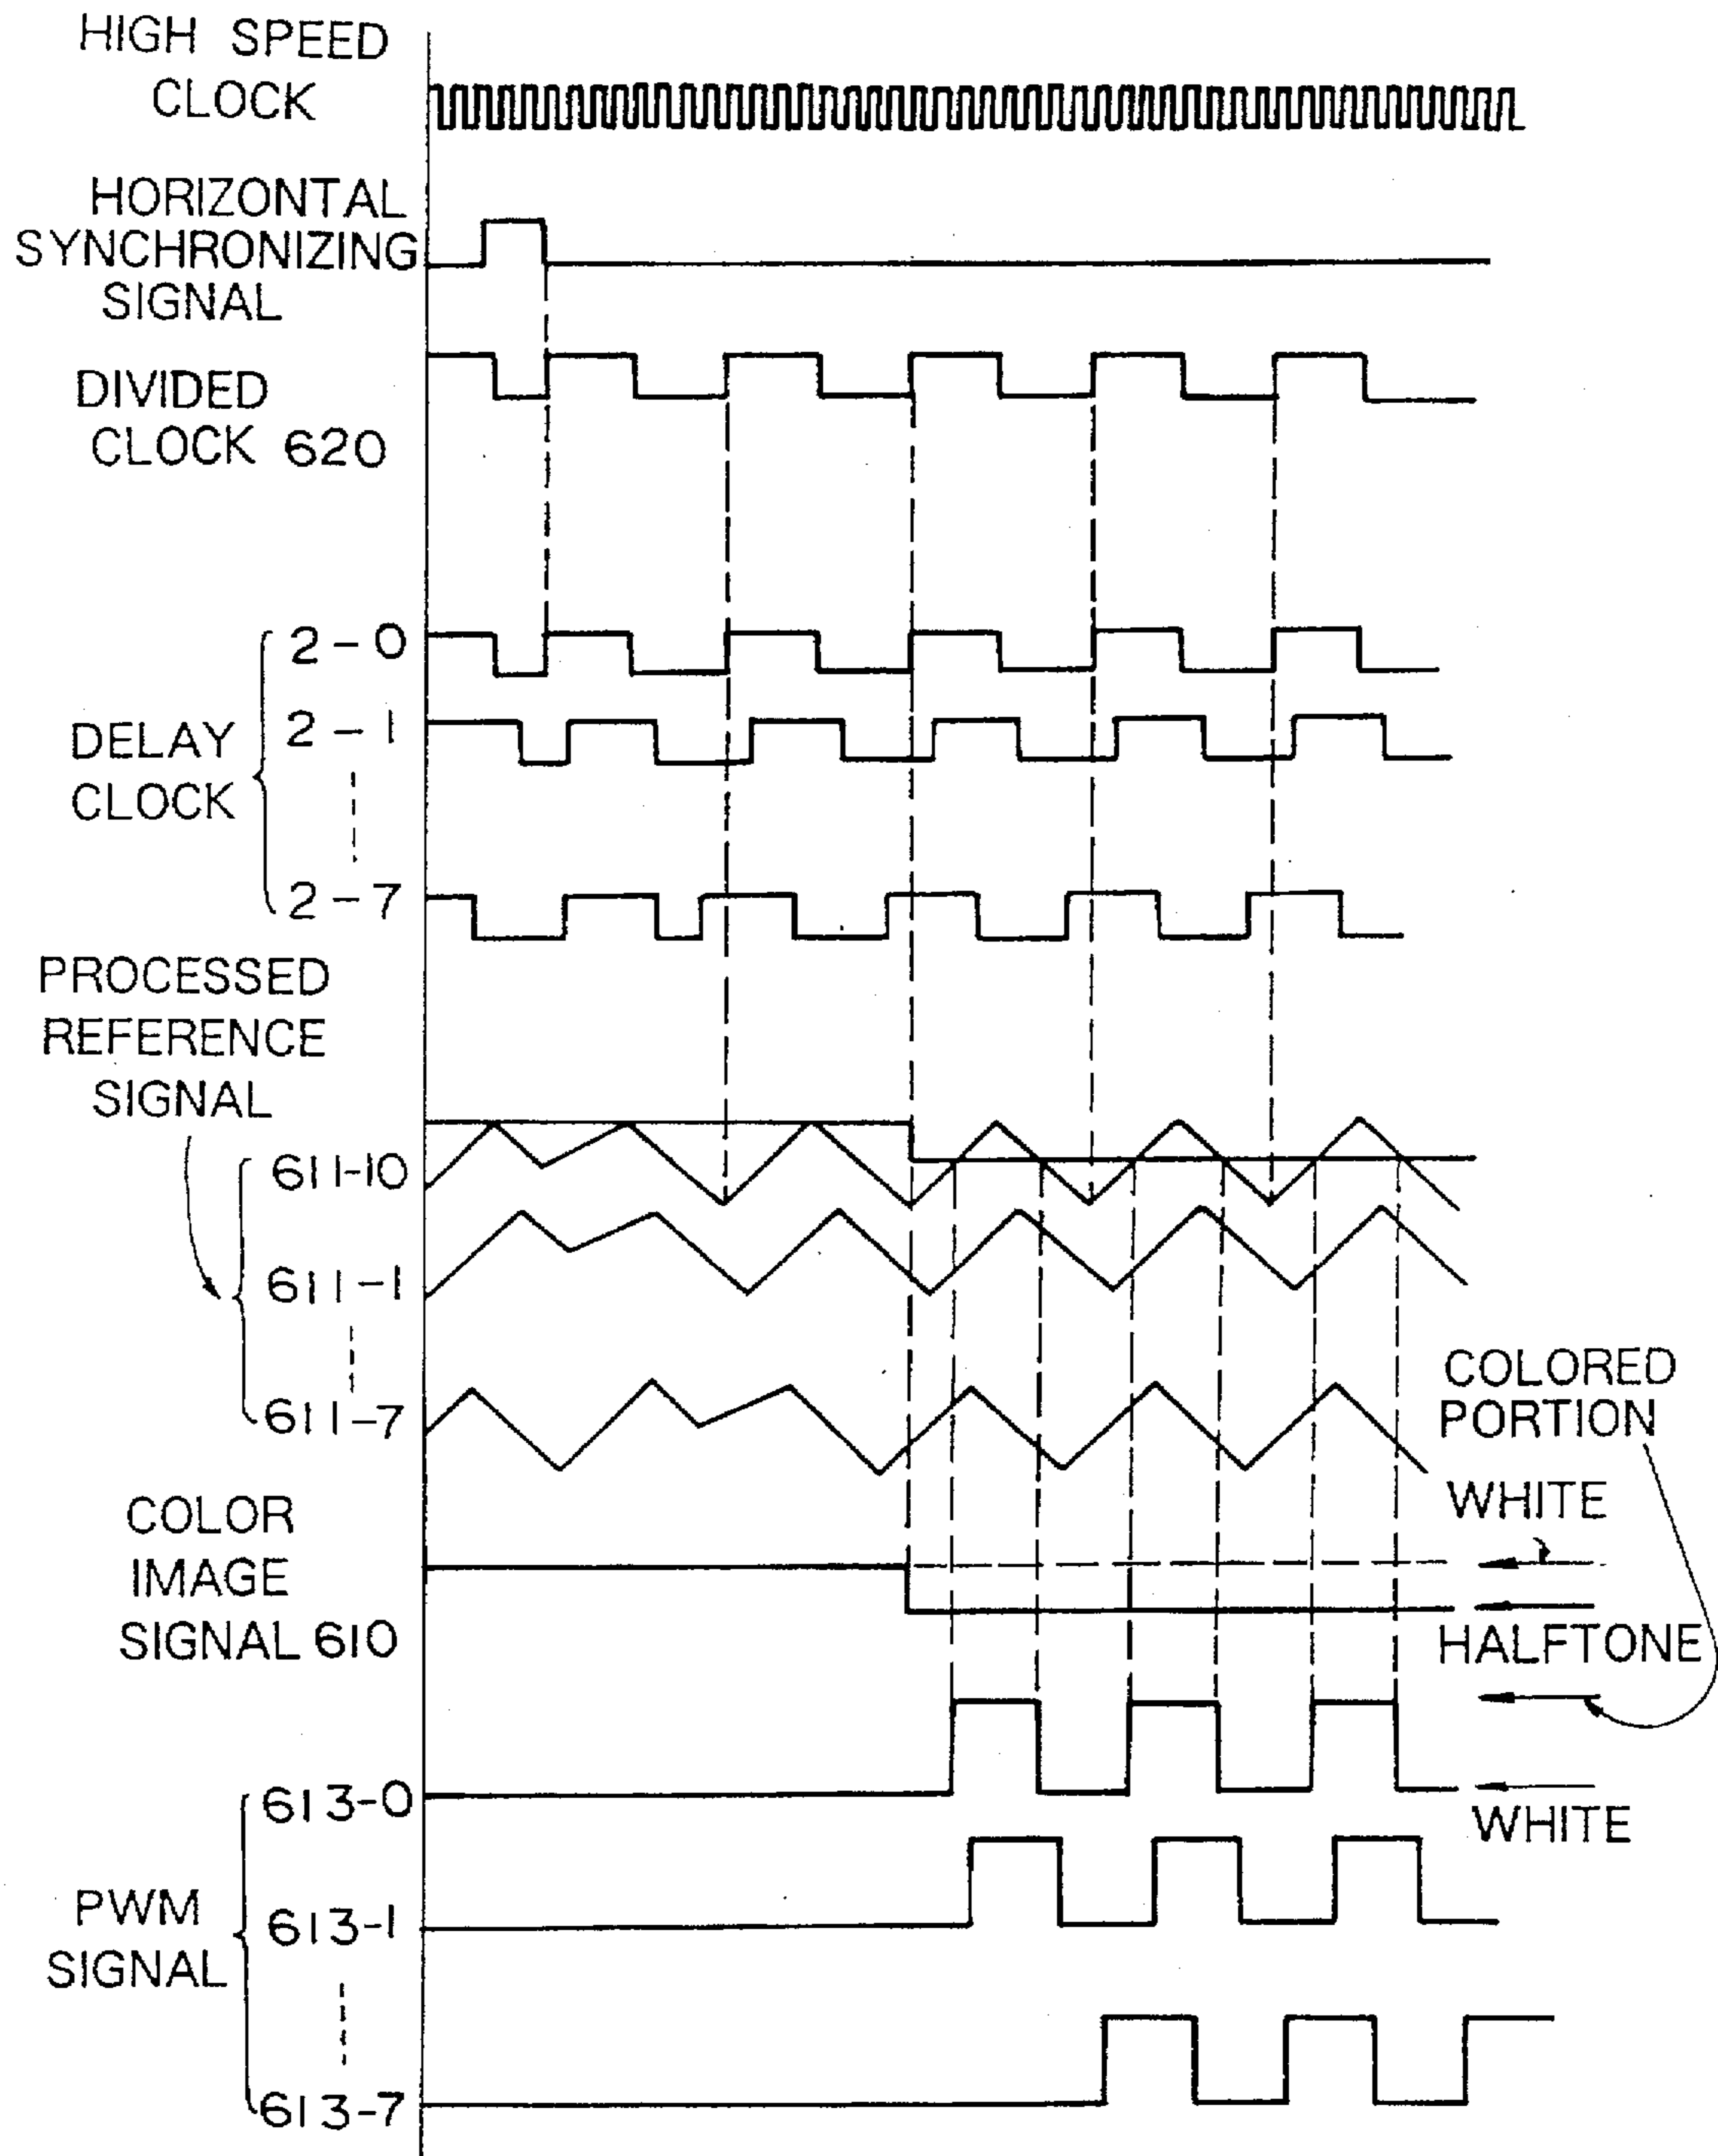 HIGH SPEED
CLOCK
HORIZONTAL
SYNCHRONIZING
SIGNAL
DIVIDED
CLOCK 620
2-0
DELAY
CLOCK
2-1
2-7
PROCESSED
REFERENCE
SIGNAL
611-10
611-1
611-7
COLORED
PORTION
WHITE
COLOR
IMAGE
SIGNAL 610
HALFTONE
613-0
WHITE
PWM
SIGNAL
613-1
613-7